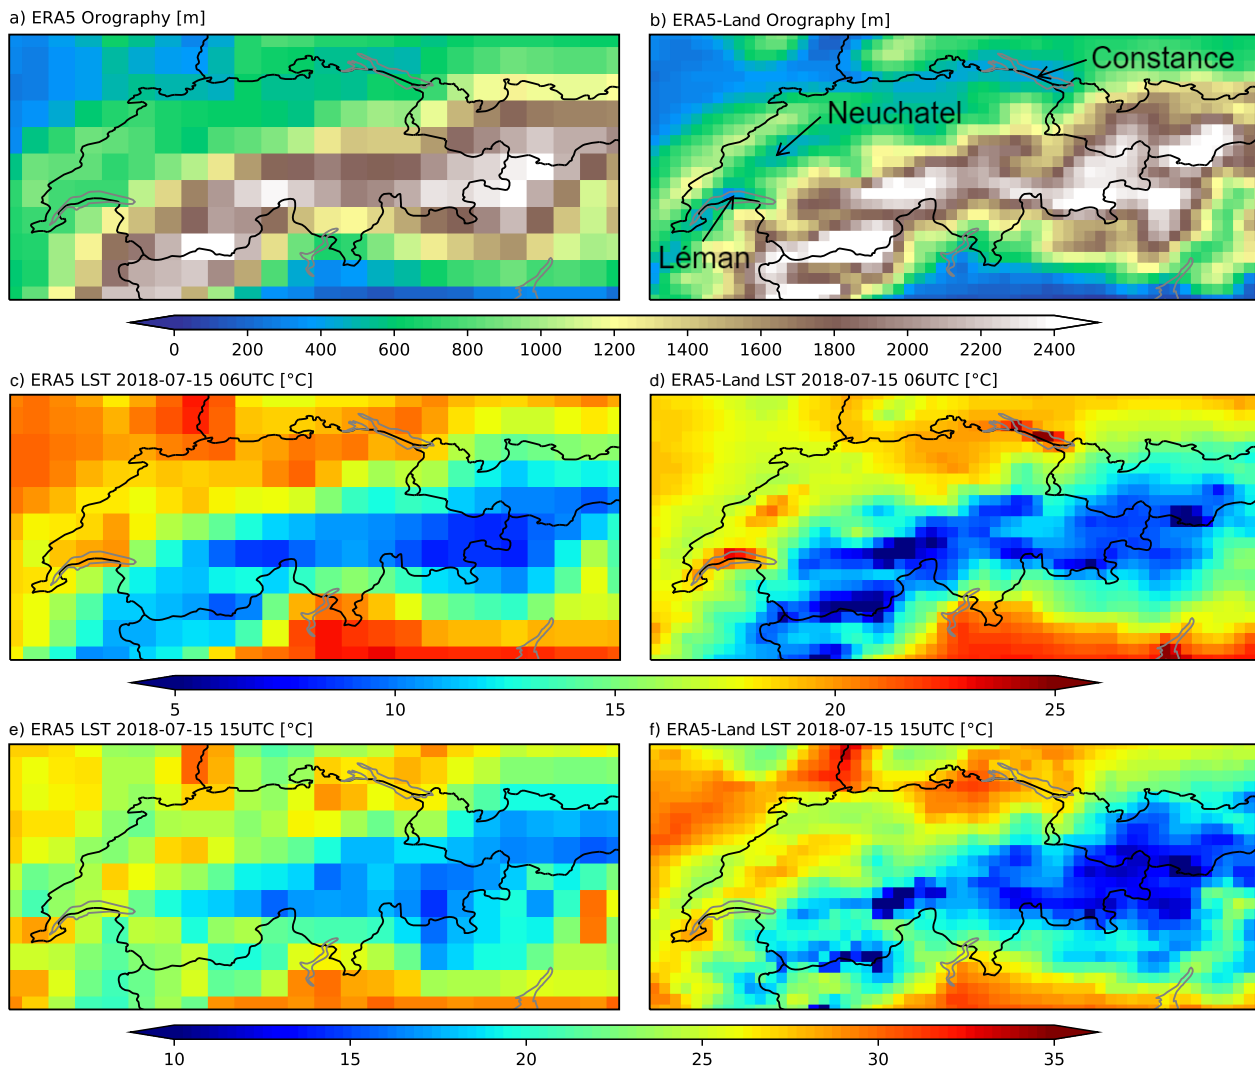 a) ERA5 Orography [m]
b) ERA5-Land Orography [m]
Constance
Neuchatel
Léman
0 200 400 600 800 1000 1200 1400 1600 1800 2000 2200 2400
c) ERA5 LST 2018-07-15 06UTC [°C]
d) ERA5-Land LST 2018-07-15 06UTC [°C]
5 10 15 20 25
e) ERA5 LST 2018-07-15 15UTC [°C]
f) ERA5-Land LST 2018-07-15 15UTC [°C]
10 15 20 25 30 35